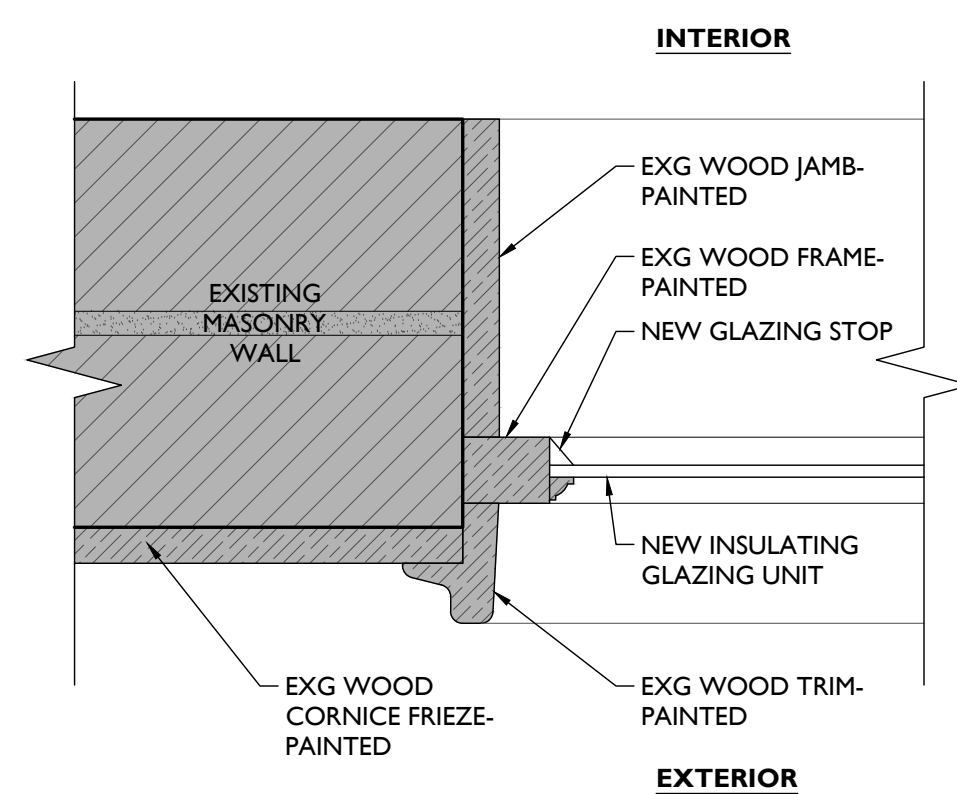 INTERIOR
EXG WOOD JAMB-
PAINTED
EXG WOOD FRAME-
PAINTED
NEW GLAZING STOP
EXISTING
MASONRY
WALL
NEW INSULATING
GLAZING UNIT
EXG WOOD
CORNICE FRIEZE-
PAINTED
EXG WOOD TRIM-
PAINTED
EXTERIOR